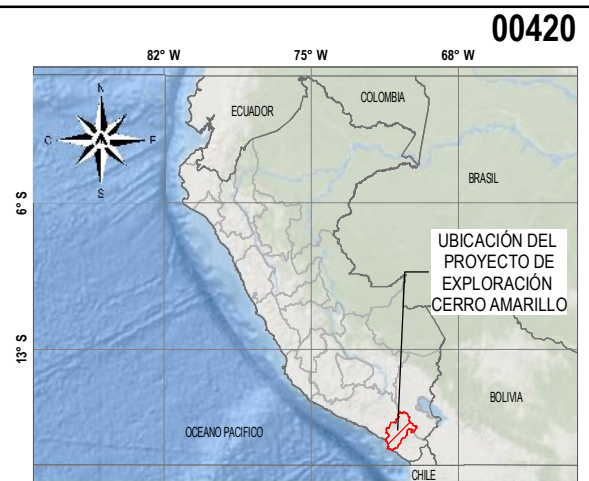 00420
82° W 75° W 68° W
N
O E
S
ECUADOR
COLOMBIA
BRASIL
6° S
UBICACIÓN DEL
PROYECTO DE
EXPLORACIÓN
CERRO AMARILLO
13° S
BOLIVIA
OCEANO PACIFICO
CHILE